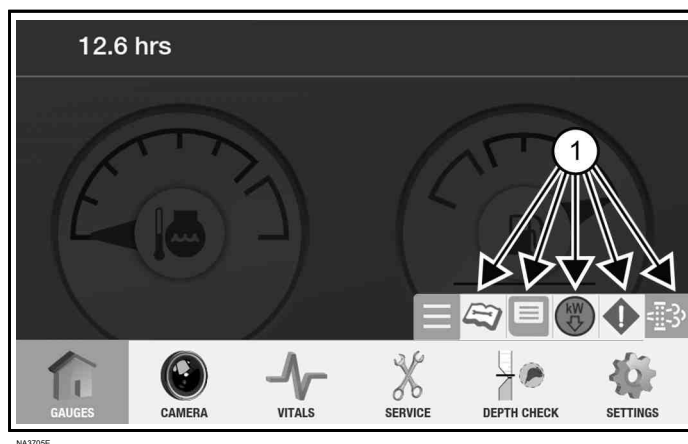 12.6 hrs
1
kW
GAUGES CAMERA VITALS SERVICE DEPTH CHECK SETTINGS
NA3705E